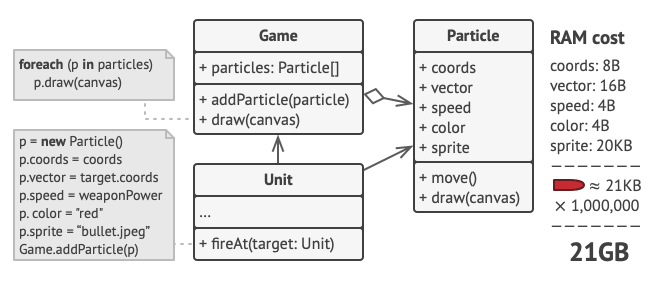 foreach (p in particles)
p.draw(canvas)
p = new Particle()
p.coords = coords
p.vector = target.coords
p.speed = weaponPower
p. color = "red"
p.sprite = “bullet.jpeg”
Game.addParticle(p)
Game
+ particles: Particle[]
+ addParticle(particle)
+ draw(canvas)
Unit
...
+ fireAt(target: Unit)
Particle
+ coords
+ vector
+ speed
+ color
+ sprite
+ move()
+ draw(canvas)
RAM cost
coords: 8B
vector: 16B
speed: 4B
color: 4B
sprite: 20KB
≈ 21KB
× 1,000,000
21GB